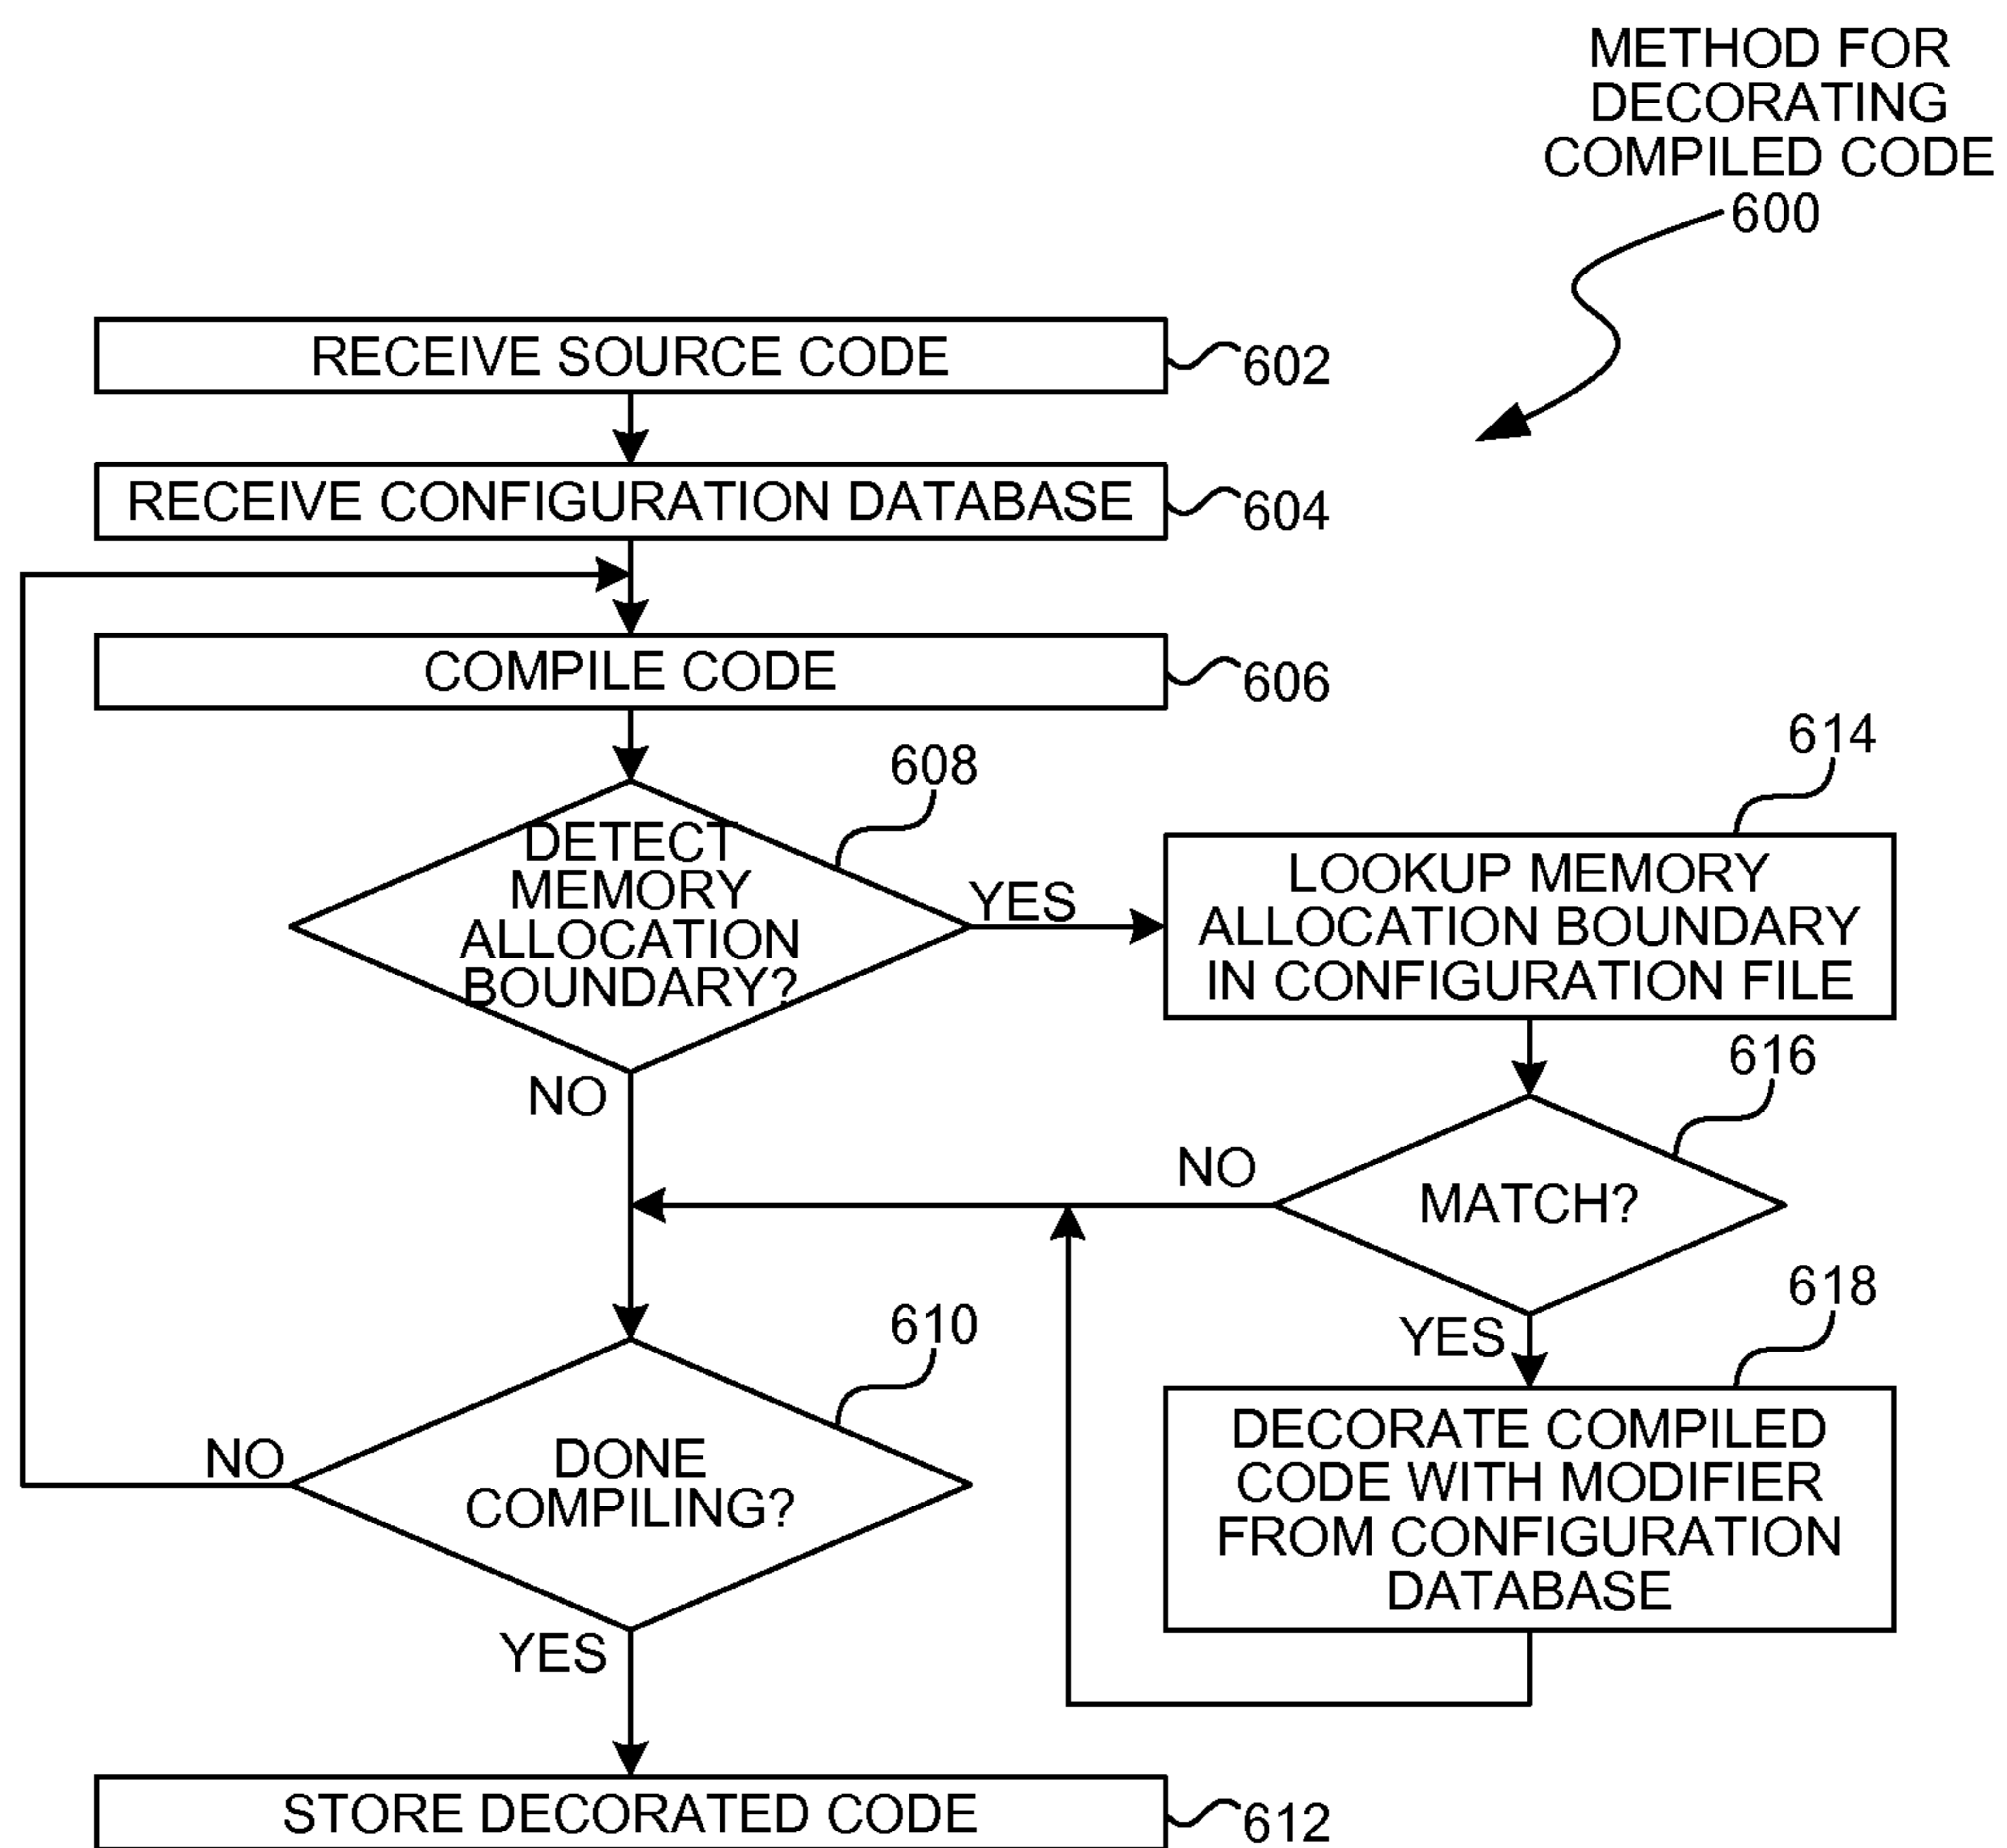 METHOD FOR
DECORATING
COMPILED CODE
600
RECEIVE SOURCE CODE
602
RECEIVE CONFIGURATION DATABASE
604
COMPILE CODE
606
608
DETECT
MEMORY
ALLOCATION
BOUNDARY?
YES
NO
614
LOOKUP MEMORY
ALLOCATION BOUNDARY
IN CONFIGURATION FILE
616
MATCH?
NO
YES
618
DECORATE COMPILED
CODE WITH MODIFIER
FROM CONFIGURATION
DATABASE
610
DONE
COMPILING?
NO
YES
STORE DECORATED CODE
612